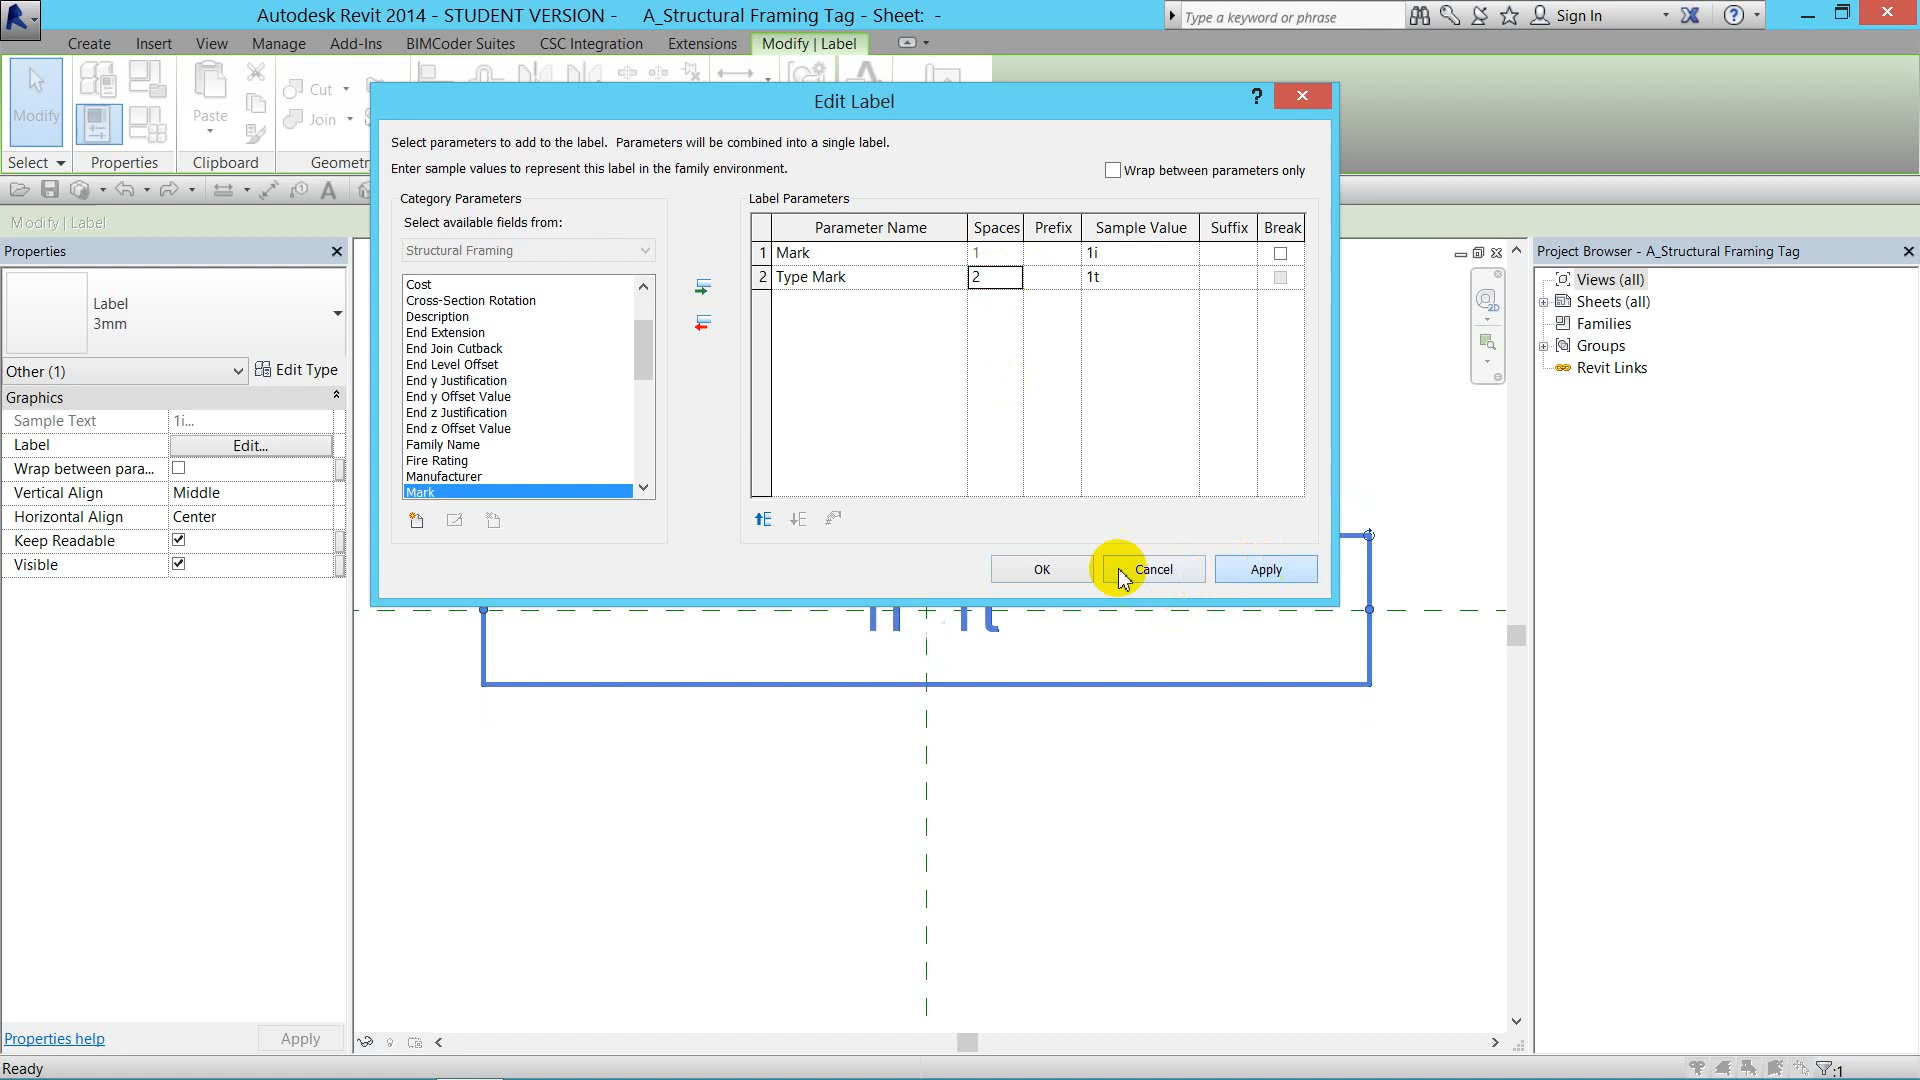 Autodesk Revit 2014 - STUDENT VERSION - A_Structural Framing Tag - Sheet: -
Type a keyword or phrase
Sign In
Create Insert View Manage Add-Ins BIMCoder Suites CSC Integration Extensions Modify | Label
Modify
Paste
Cut
Join
Select Properties Clipboard Geometr
Modify | Label
Properties
Label
3mm
Other (1) Edit Type
Graphics
Sample Text 1i...
Label Edit...
Wrap between para...
Vertical Align Middle
Horizontal Align Center
Keep Readable
Visible
Properties help Apply
Ready
Edit Label
Select parameters to add to the label. Parameters will be combined into a single label.
Enter sample values to represent this label in the family environment.
Wrap between parameters only
Category Parameters
Select available fields from:
Structural Framing
Cost
Cross-Section Rotation
Description
End Extension
End Join Cutback
End Level Offset
End y Justification
End y Offset Value
End z Justification
End z Offset Value
Family Name
Fire Rating
Manufacturer
Mark
Label Parameters
Parameter Name Spaces Prefix Sample Value Suffix Break
1 Mark 1 1i
2 Type Mark 2 1t
OK Cancel Apply
Project Browser - A_Structural Framing Tag
Views (all)
Sheets (all)
Families
Groups
Revit Links
2D
:1